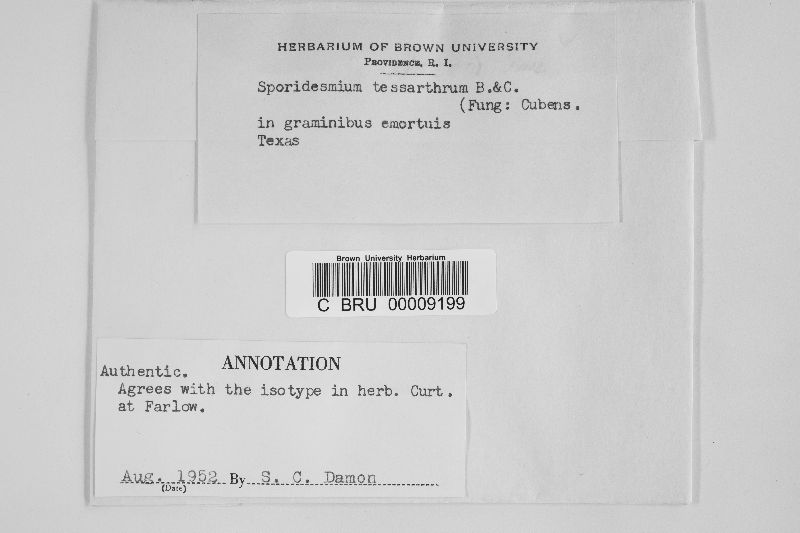 HERBARIUM OF BROWN UNIVERSITY
PROVIDENCE, R. I.
Sporidesmium tessarthrum B.&C.
(Fung: Cubens.
in graminibus emortuis
Texas
Brown University Herbarium
C BRU 00009199
ANNOTATION
Authentic.
Agrees with the isotype in herb. Curt.
at Farlow.
Aug. 1952 By S. C. Damon
(Date)